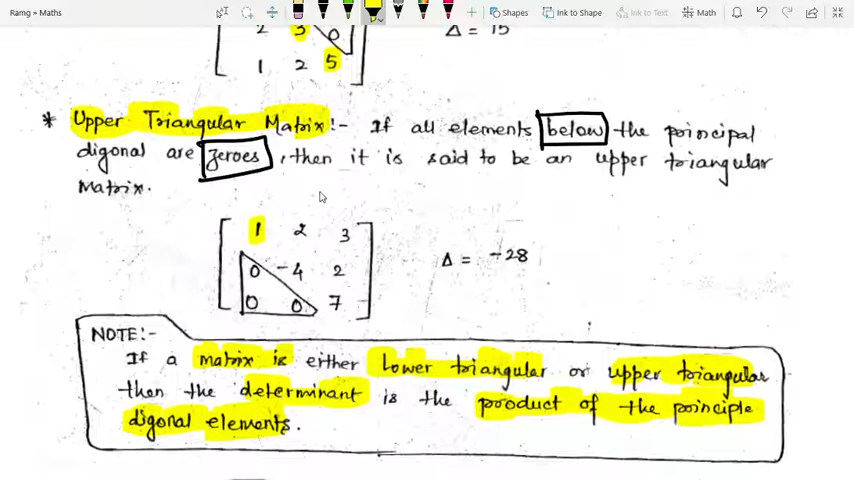 Ramg » Maths
Shapes
Ink to Shape
Ink to Text
Math
2 3 0
Δ = 15
1 2 5
* Upper Triangular Matrix:- If all elements below the principal
digonal are zeroes, then it is said to be an upper triangular
Matrix.
1 2 3
0 -4 2
Δ = -28
0 0 7
NOTE:-
If a matrix is either Lower triangular or upper triangular
then the determinant is the product of the principle
digonal elements.